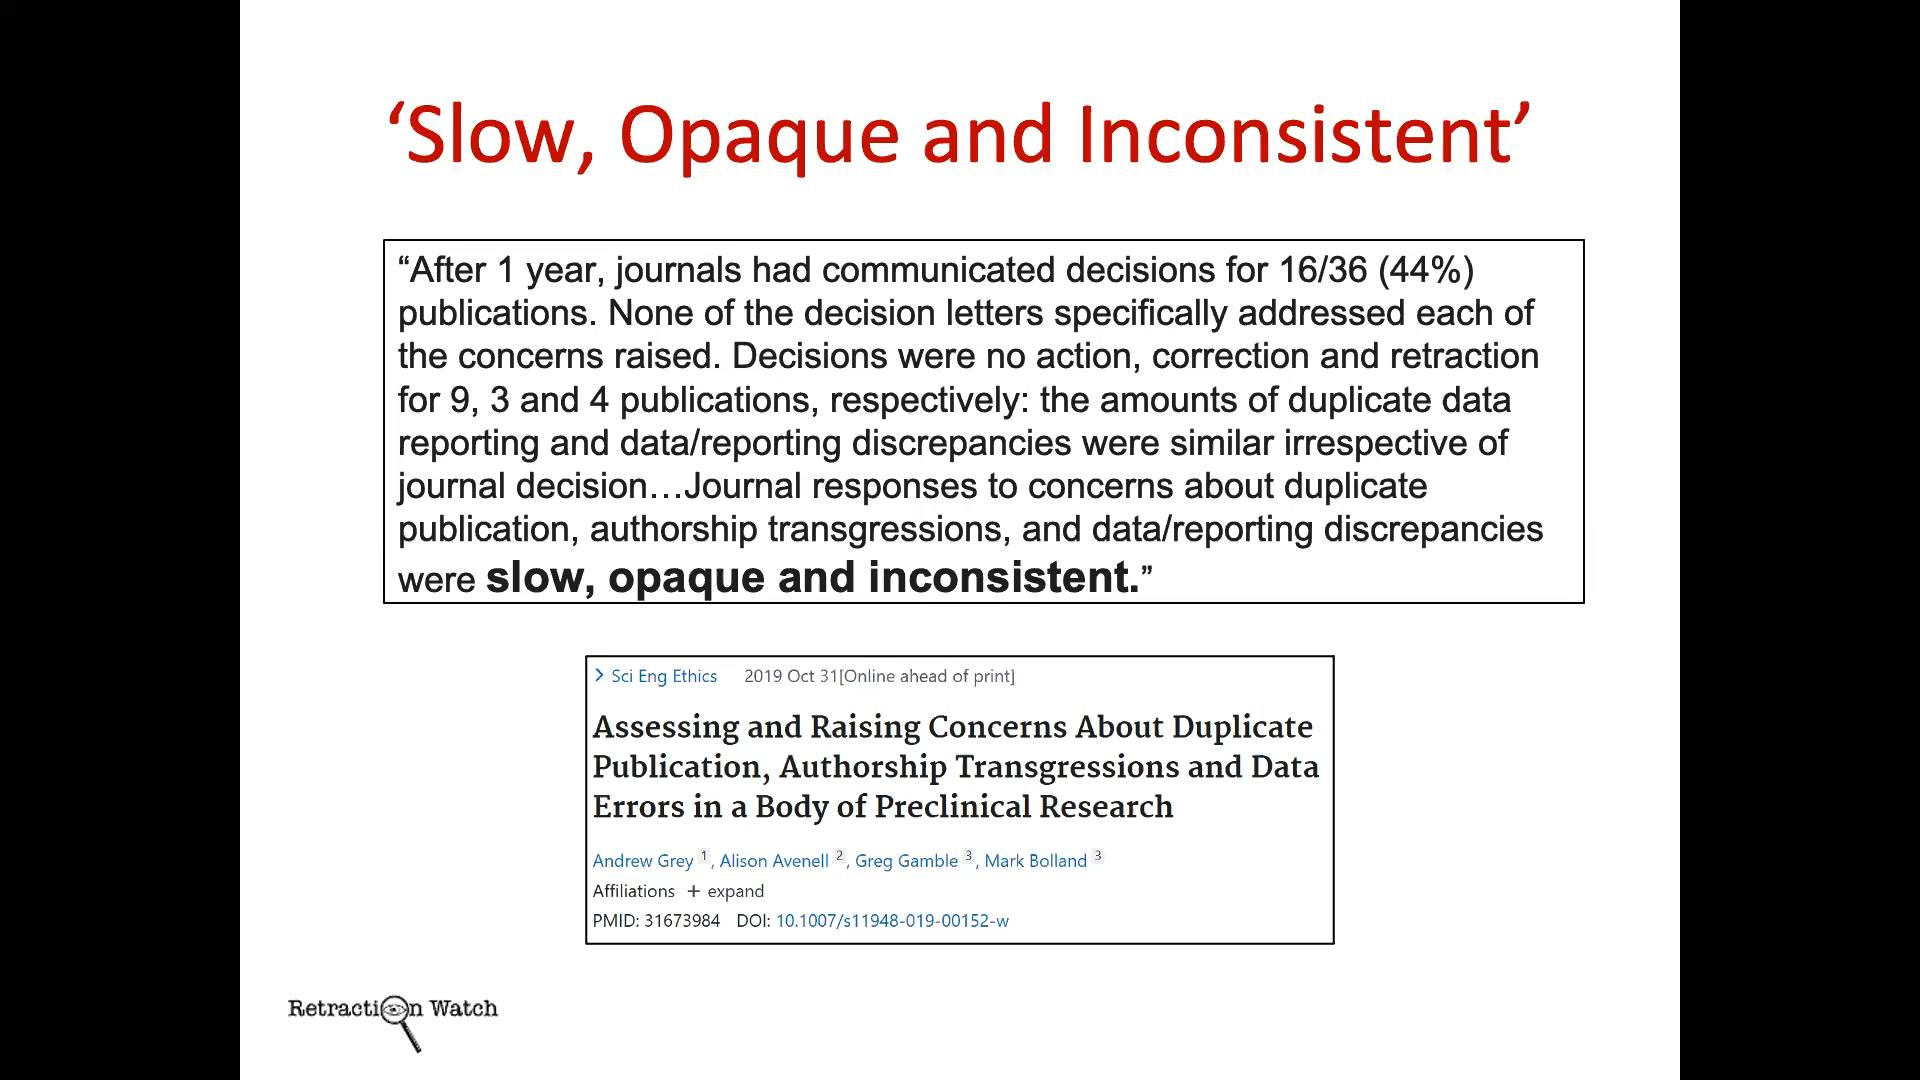 ‘Slow, Opaque and Inconsistent’
“After 1 year, journals had communicated decisions for 16/36 (44%)
publications. None of the decision letters specifically addressed each of
the concerns raised. Decisions were no action, correction and retraction
for 9, 3 and 4 publications, respectively: the amounts of duplicate data
reporting and data/reporting discrepancies were similar irrespective of
journal decision…Journal responses to concerns about duplicate
publication, authorship transgressions, and data/reporting discrepancies
were slow, opaque and inconsistent.”
> Sci Eng Ethics 2019 Oct 31[Online ahead of print]
Assessing and Raising Concerns About Duplicate
Publication, Authorship Transgressions and Data
Errors in a Body of Preclinical Research
Andrew Grey 1, Alison Avenell 2, Greg Gamble 3, Mark Bolland 3
Affiliations + expand
PMID: 31673984 DOI: 10.1007/s11948-019-00152-w
Retraction Watch